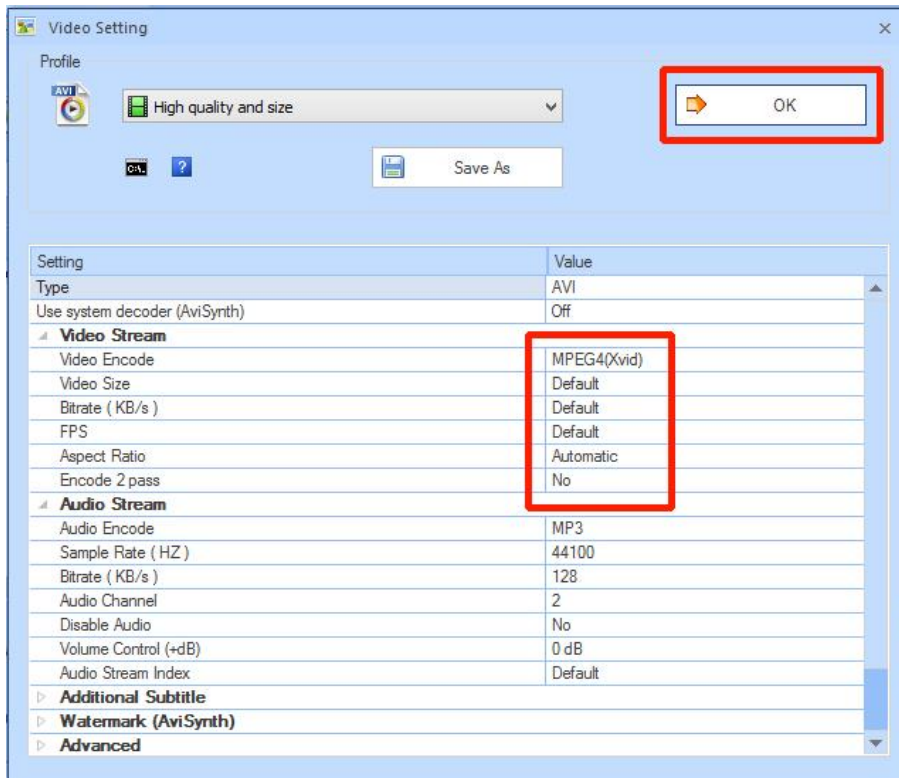 Video Setting
Profile
AVI
High quality and size
OK
C:\.
?
Save As
Setting Value
Type AVI
Use system decoder (AviSynth) Off
Video Stream
Video Encode MPEG4(Xvid)
Video Size Default
Bitrate ( KB/s ) Default
FPS Default
Aspect Ratio Automatic
Encode 2 pass No
Audio Stream
Audio Encode MP3
Sample Rate ( HZ ) 44100
Bitrate ( KB/s ) 128
Audio Channel 2
Disable Audio No
Volume Control (+dB) 0 dB
Audio Stream Index Default
Additional Subtitle
Watermark (AviSynth)
Advanced